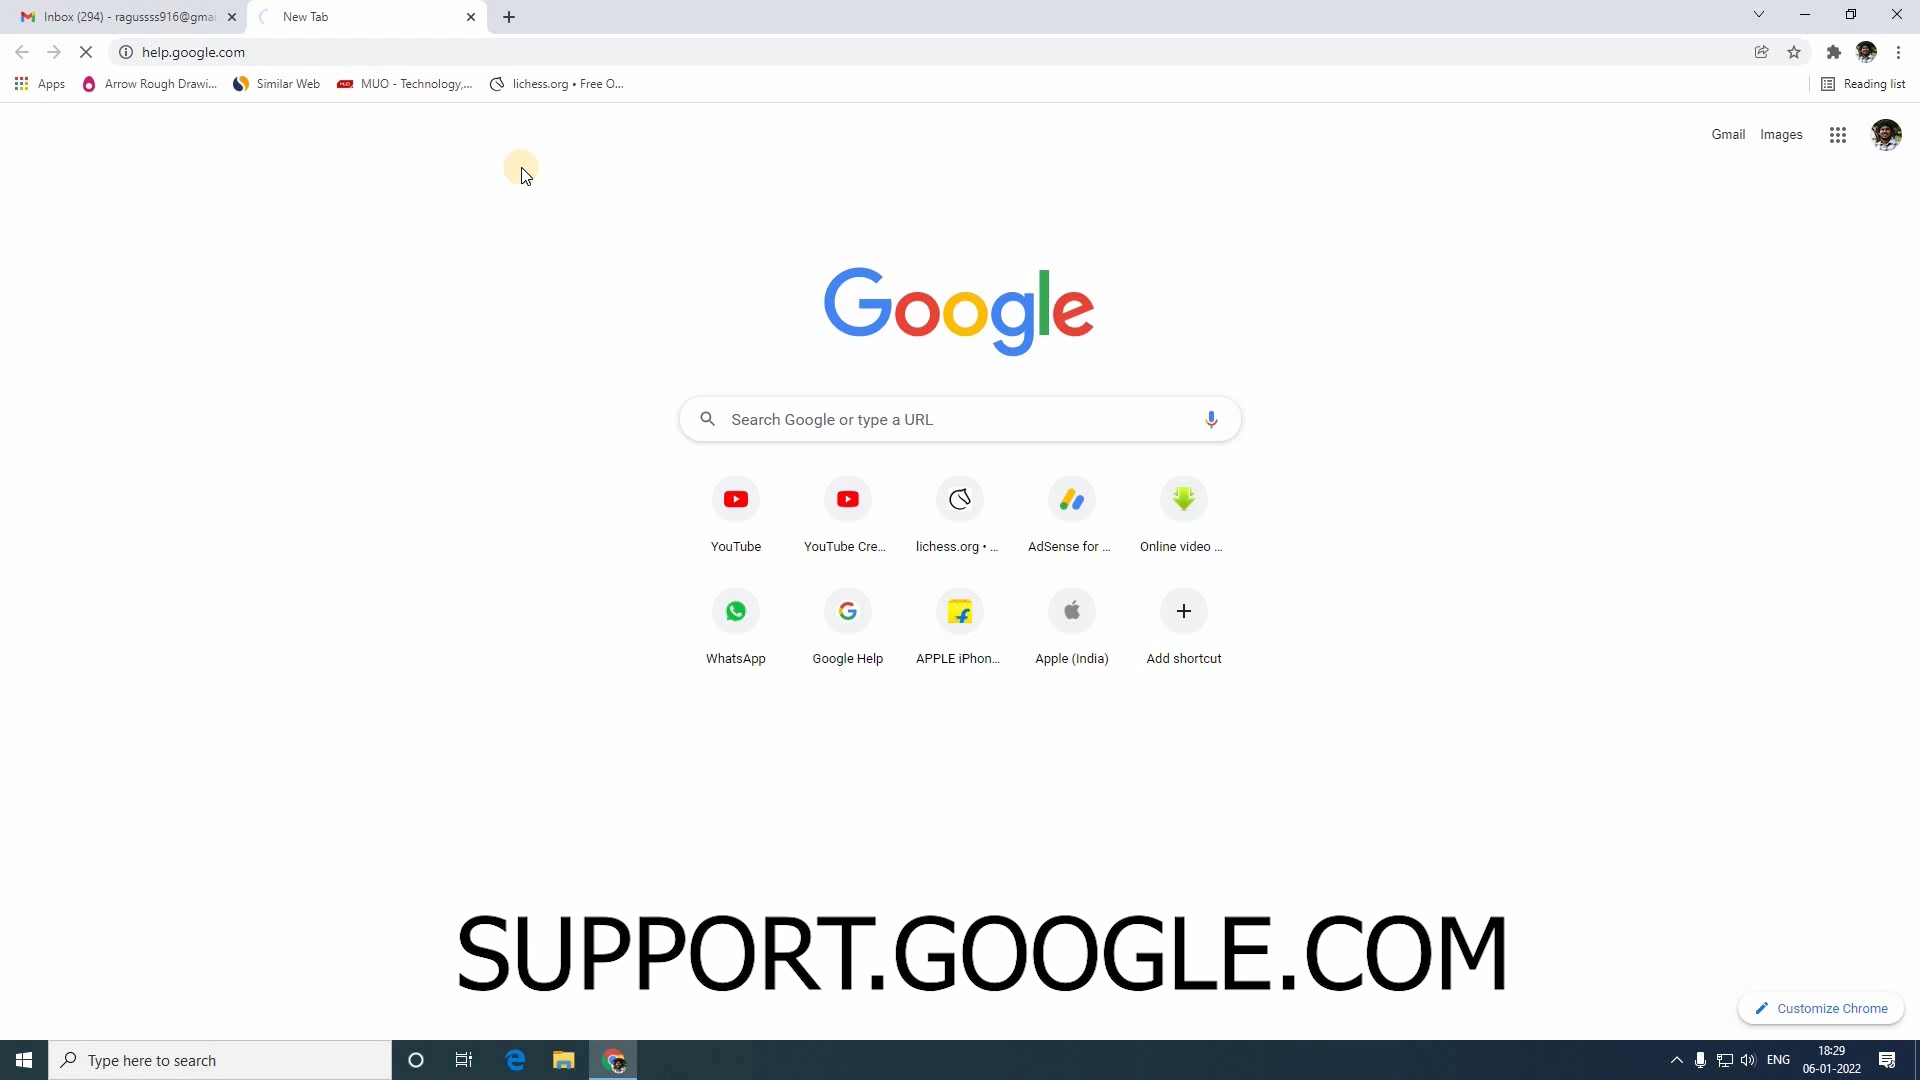 Inbox (294) - ragussss916@gmai
New Tab
help.google.com
Apps
Arrow Rough Drawi...
Similar Web
MUO - Technology,...
lichess.org • Free O...
Reading list
Gmail
Images
Google
Search Google or type a URL
YouTube
YouTube Cre...
lichess.org • ...
AdSense for ...
Online video ...
WhatsApp
Google Help
APPLE iPhon...
Apple (India)
Add shortcut
SUPPORT.GOOGLE.COM
Customize Chrome
Type here to search
ENG
18:29
06-01-2022